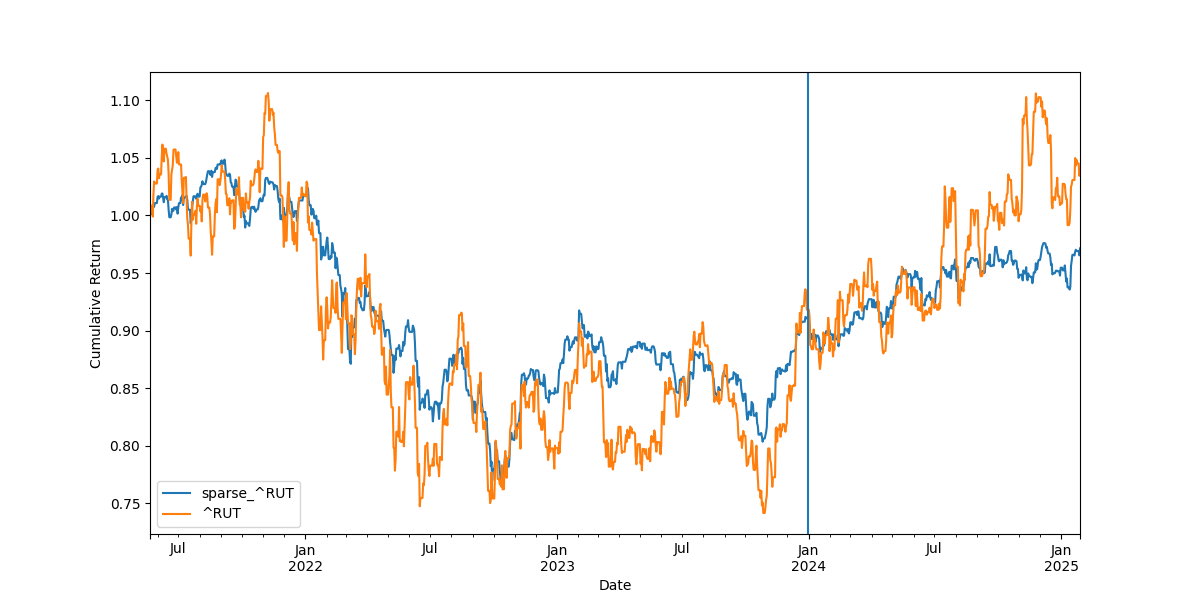 Cumulative Return
1.10
1.05
1.00
0.95
0.90
0.85
0.80
0.75
sparse_^RUT
^RUT
Jul
Jan
2022
Jul
Jan
2023
Jul
Jan
2024
Jul
Jan
2025
Date